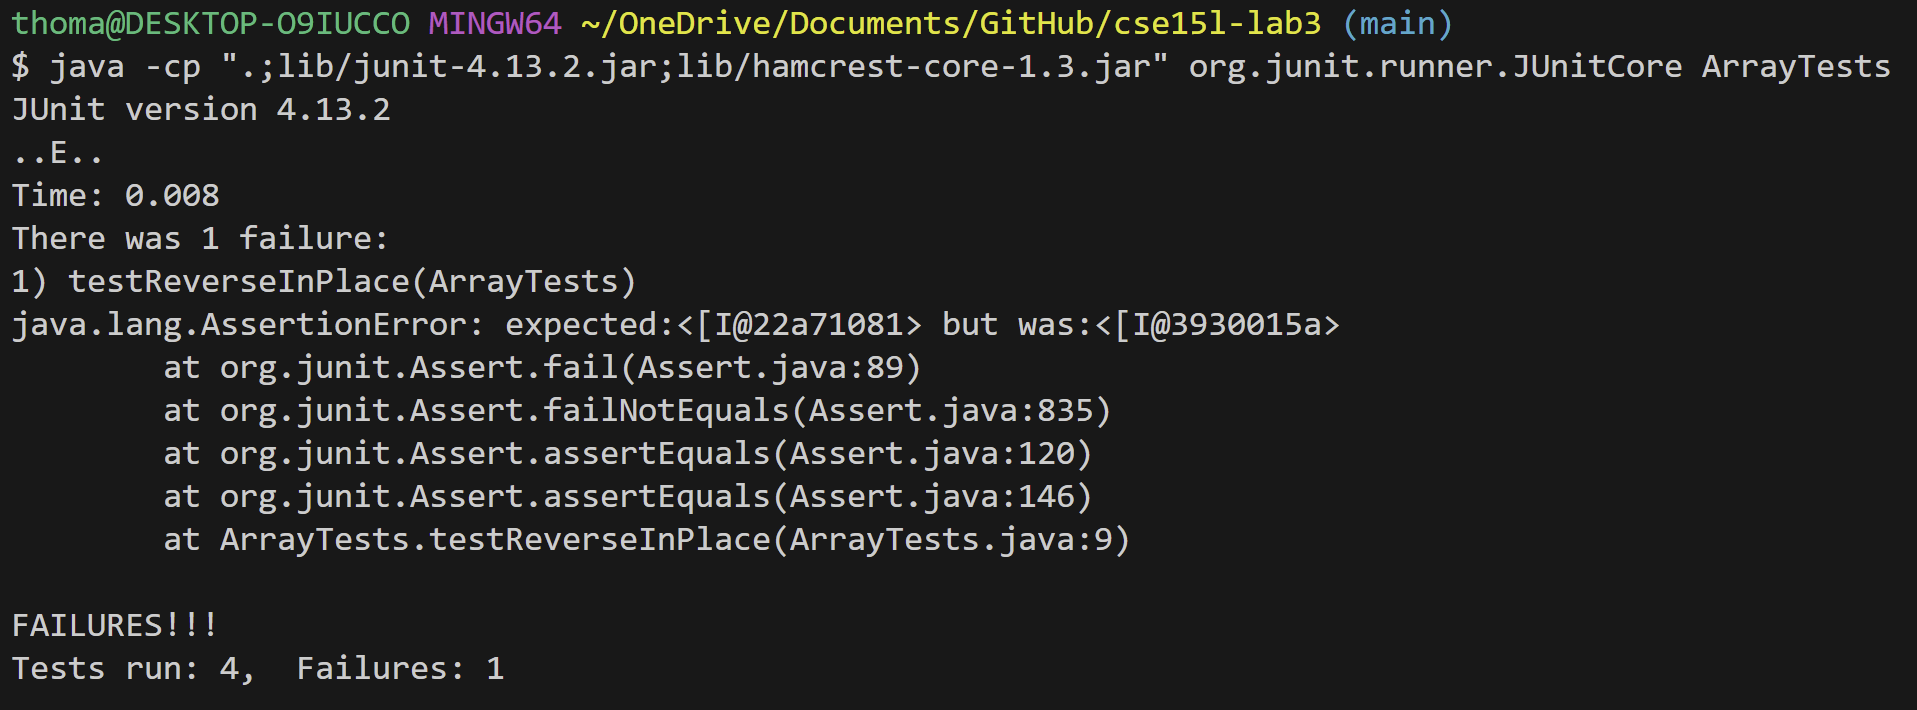 thoma@DESKTOP-O9IUCCO MINGW64 ~/OneDrive/Documents/GitHub/cse15l-lab3 (main)
$ java -cp ".;lib/junit-4.13.2.jar;lib/hamcrest-core-1.3.jar" org.junit.runner.JUnitCore ArrayTests
JUnit version 4.13.2
..E..
Time: 0.008
There was 1 failure:
1) testReverseInPlace(ArrayTests)
java.lang.AssertionError: expected:<[I@22a71081> but was:<[I@3930015a>
        at org.junit.Assert.fail(Assert.java:89)
        at org.junit.Assert.failNotEquals(Assert.java:835)
        at org.junit.Assert.assertEquals(Assert.java:120)
        at org.junit.Assert.assertEquals(Assert.java:146)
        at ArrayTests.testReverseInPlace(ArrayTests.java:9)

FAILURES!!!
Tests run: 4,  Failures: 1